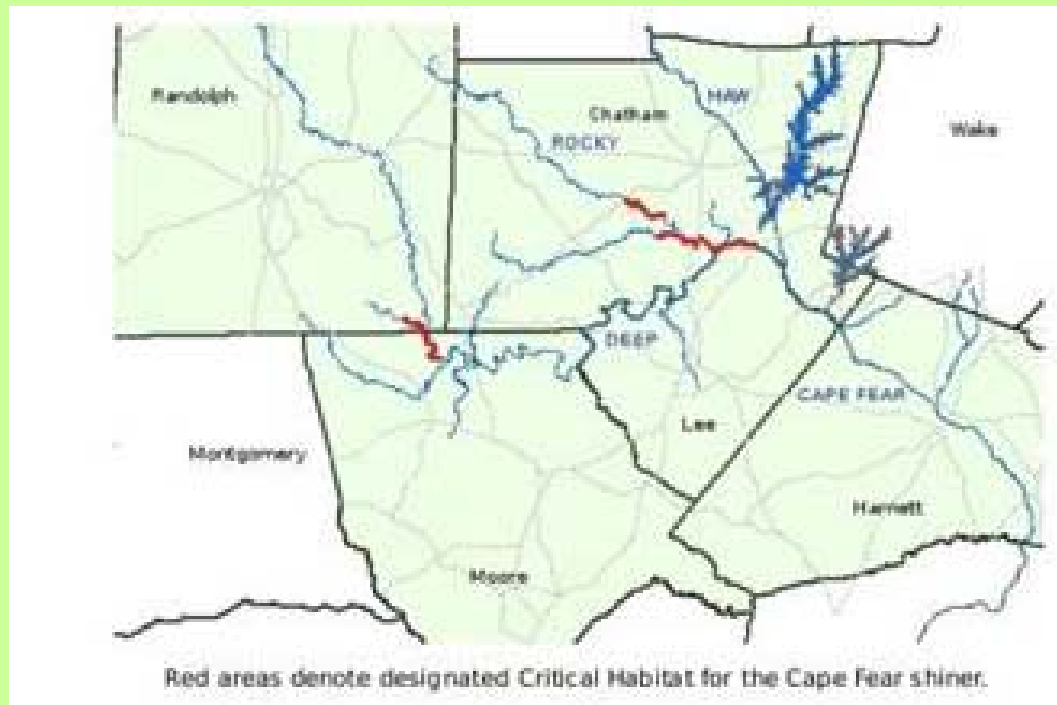 Randolph
Chatham
HAW
ROCKY
Wake
DEEP
CAPE FEAR
Lee
Montgomery
Harnett
Moore
Red areas denote designated Critical Habitat for the Cape Fear shiner.